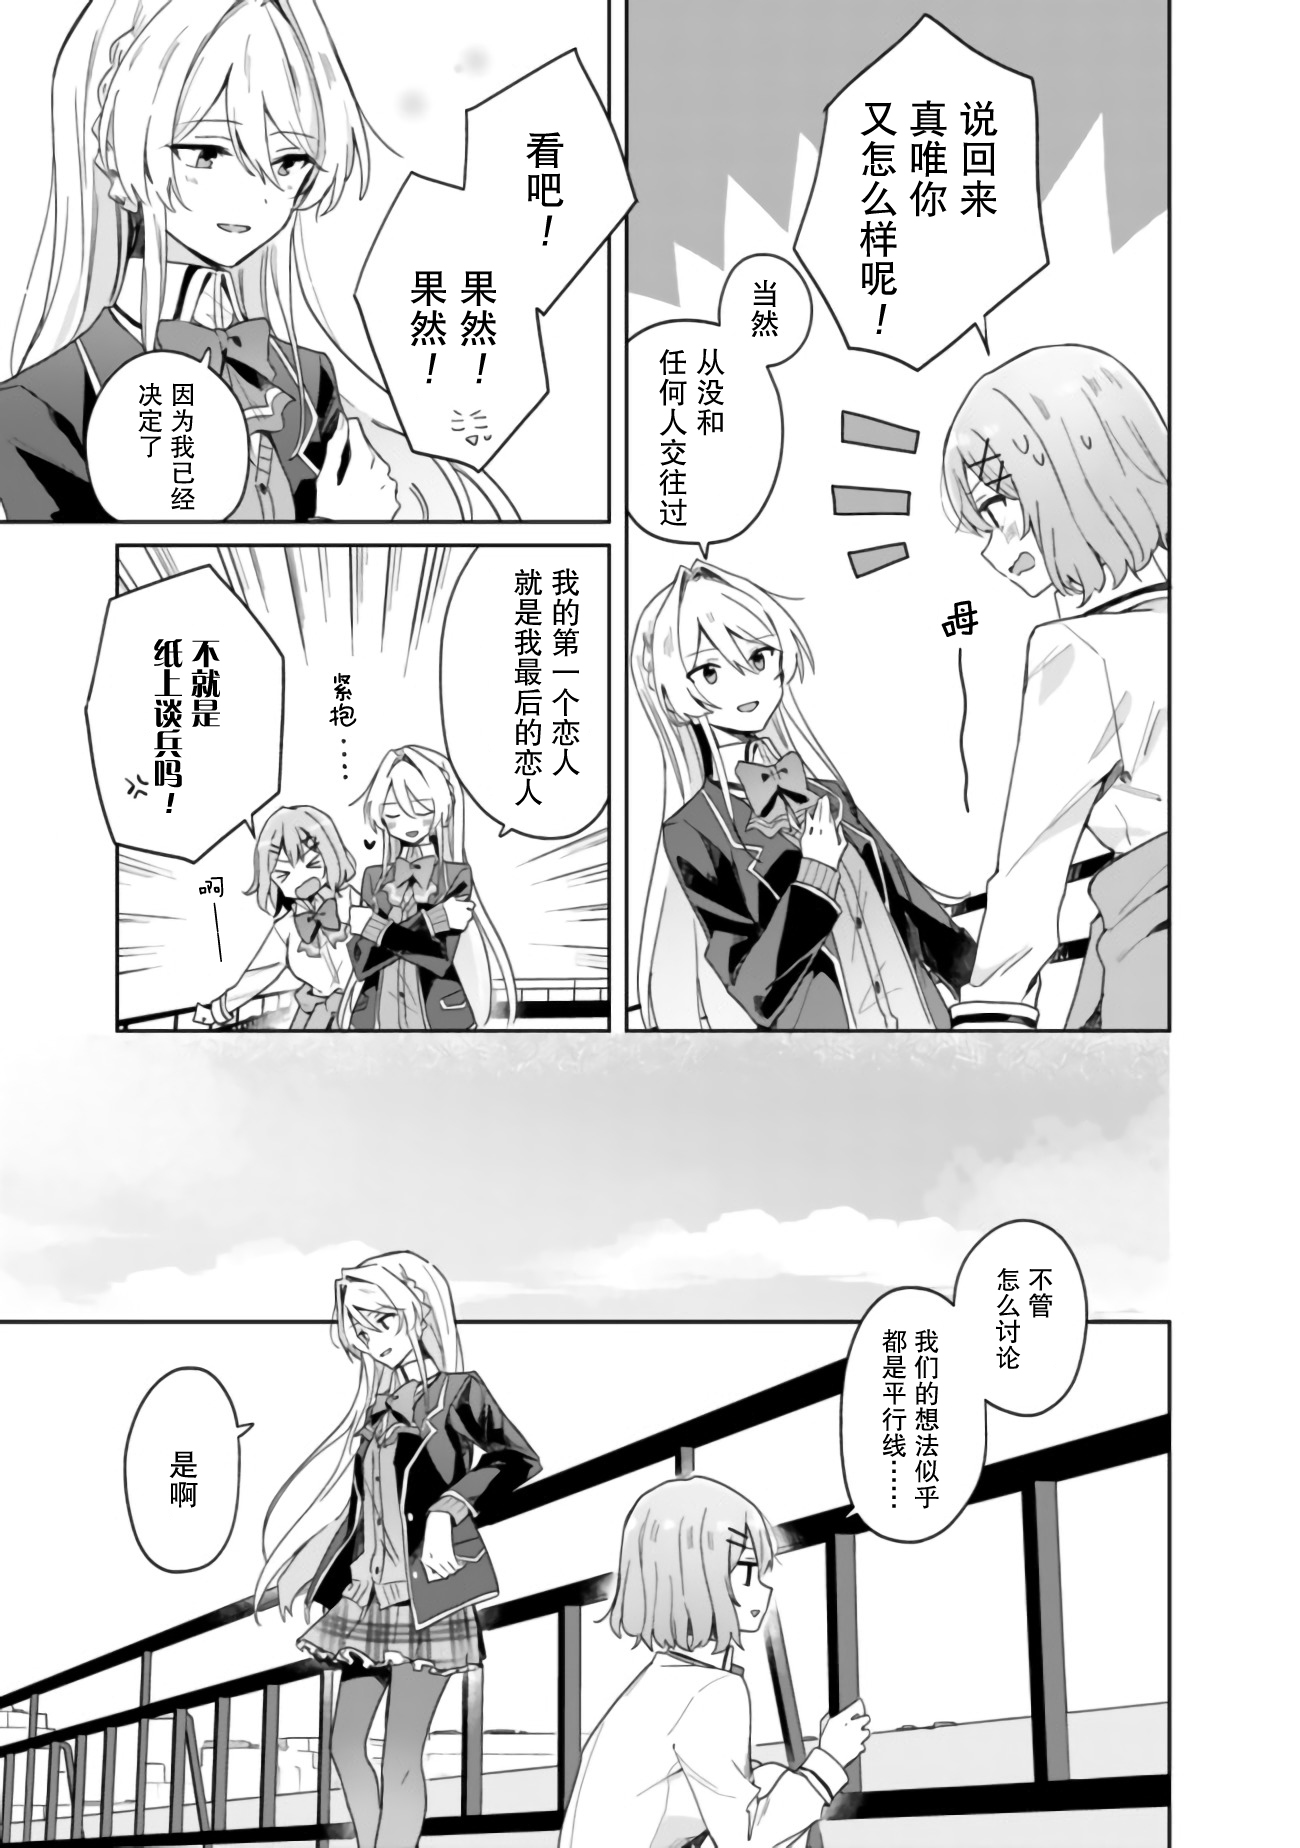 说回来
真唯你
又怎么样呢！
当然
从没和
任何人交往过
呣
看吧！
果然！
果然！
因为我已经
决定了
我的第一个恋人
就是我最后的恋人
紧抱……
不就是
纸上谈兵吗！
啊
不管
怎么讨论
我们的想法似乎
都是平行线……
是啊